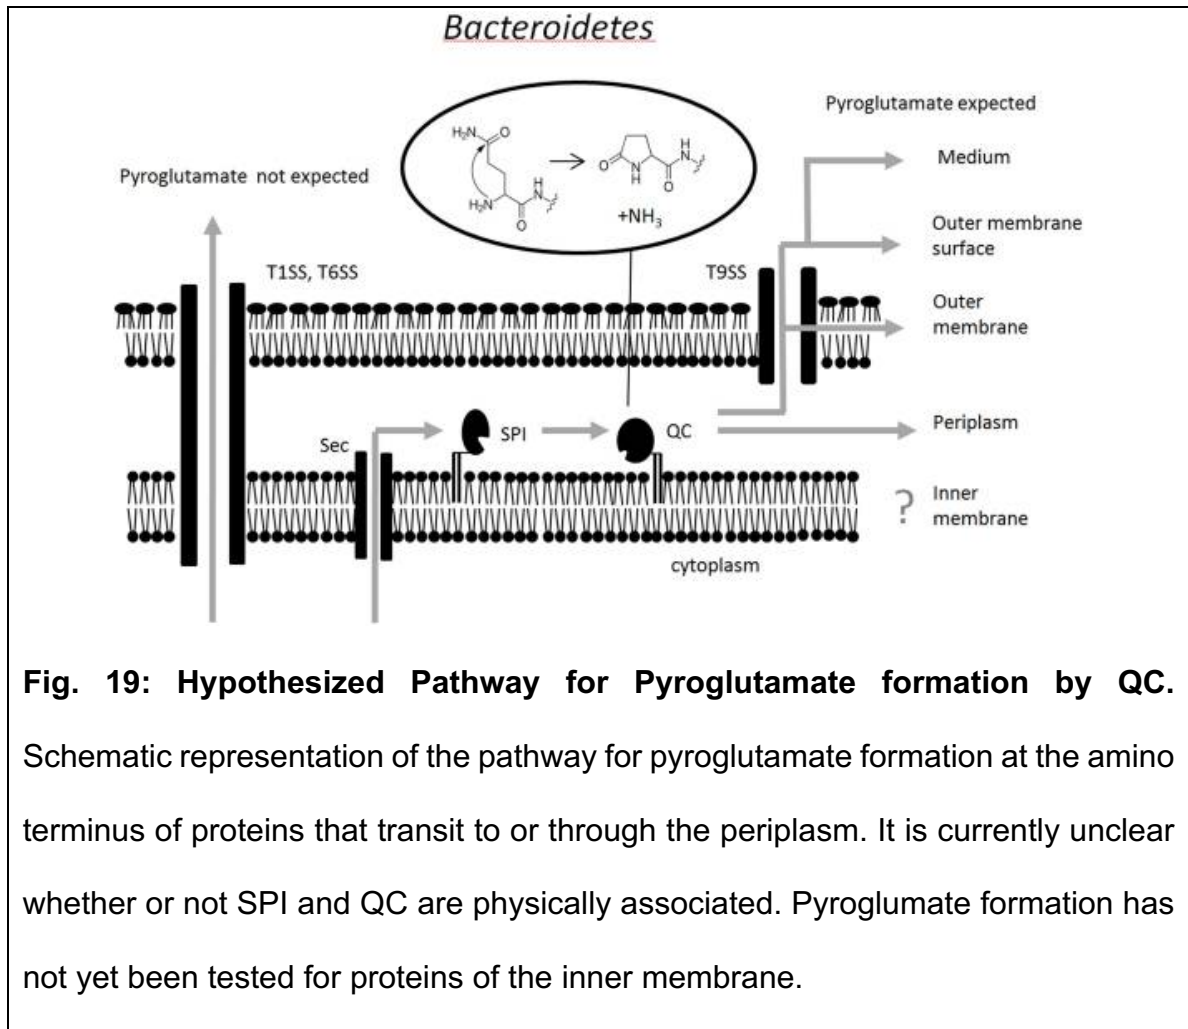 Bacteroidetes
Pyroglutamate expected
H₂N
O
H
N
H₂N
O
O
N
H
O
H
N
+NH₃
Medium
Pyroglutamate not expected
Outer membrane
surface
T1SS, T6SS
T9SS
Outer
membrane
Sec
SPI
QC
Periplasm
?
Inner
membrane
cytoplasm
Fig. 19: Hypothesized Pathway for Pyroglutamate formation by QC.
Schematic representation of the pathway for pyroglutamate formation at the amino
terminus of proteins that transit to or through the periplasm. It is currently unclear
whether or not SPI and QC are physically associated. Pyroglumate formation has
not yet been tested for proteins of the inner membrane.